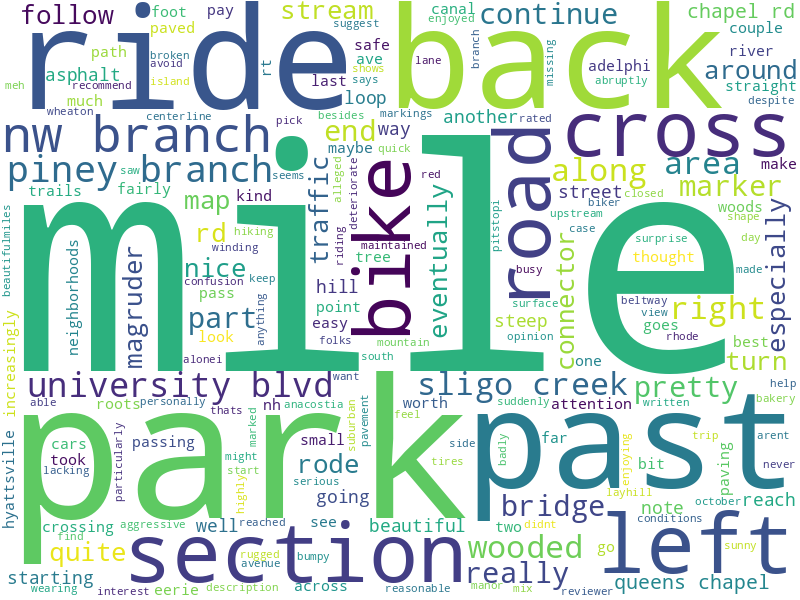 follow foot pay stream canal enjoyed suggest continue chapel rd couple
ride back
path paved broken avoid rt safe ave lane branch missing adelphi river
meh asphalt recommend island shows says abruptly around straight
much last loop markings despite
wheaton centerline pick besides another rated
nw branch end way cross
maybe quick
piney branch saw seems alleged deteriorate red along area make
trails fairly map kind traffic bike road street closed marker
mile
rd hiking riding maintained eventually biker upstream woods
winding tree busy case shape
beautifulmiles neighborhoods magruder nice confusion keep connector surprise day especially
pass hill point pitstopi thought made
look anything easy folks mountain surface steep beltway view right
part opinion goes rhode best
increasingly alonei south one turn
university blvd want sligo creek pretty help
able roots personally nh anacostia worth suddenly attention written bakery
park past
thats suburban pavement feel
hyattsville cars passing marked small side far trip arent
took particularly might rode badly bit paving
lacking start serious going tires enjoying never
highly layhill note reach
crossing aggressive well reached see beautiful two didnt bridge october conditions
find
section left
quite rugged bumpy wooded go sunny
eerie avenue really
starting description across manor mix queens chapel
wearing interest reasonable reviewer